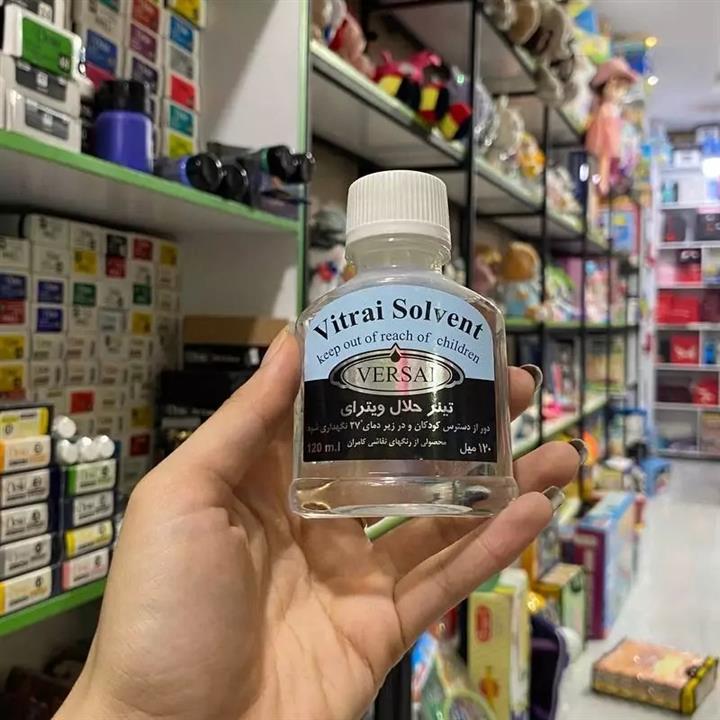 Vitrai Solvent
keep out of reach of children
VERSAI
تینر حلال ویترای
دور از دسترس کودکان و در زیر دمای °۲۷ نگهداری شود
محصولی از رنگهای نقاشی کامران
120 m.l
۱۲۰ میل